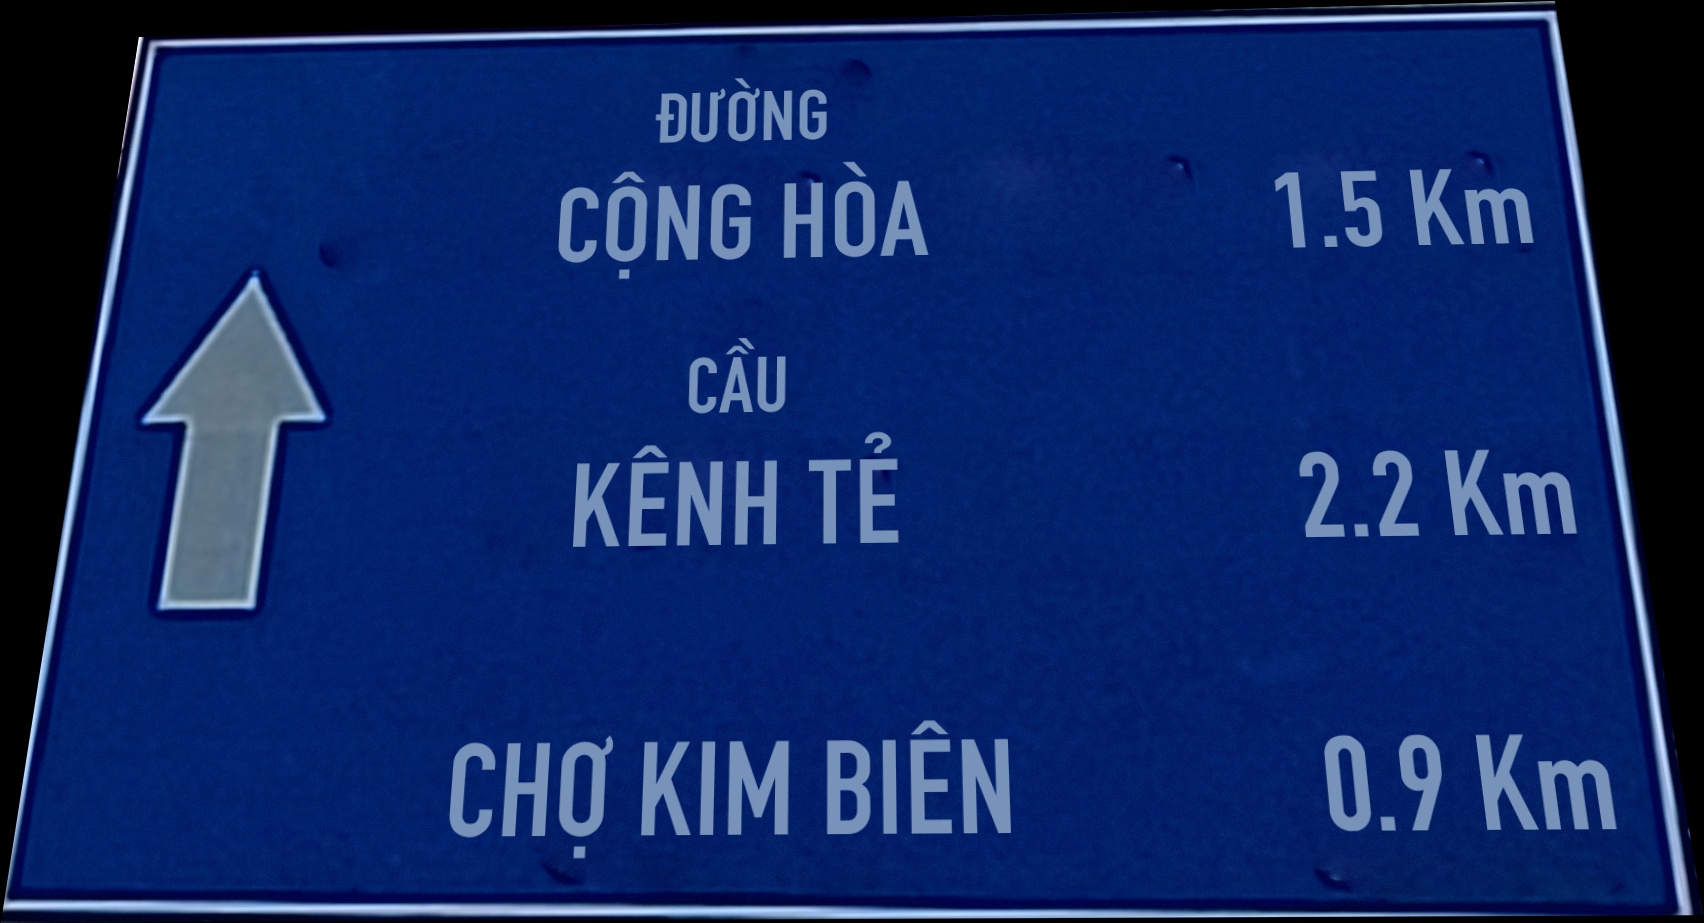 ĐƯỜNG
CỘNG HÒA 1.5 Km
CẦU
KÊNH TẺ 2.2 Km
CHỢ KIM BIÊN 0.9 Km